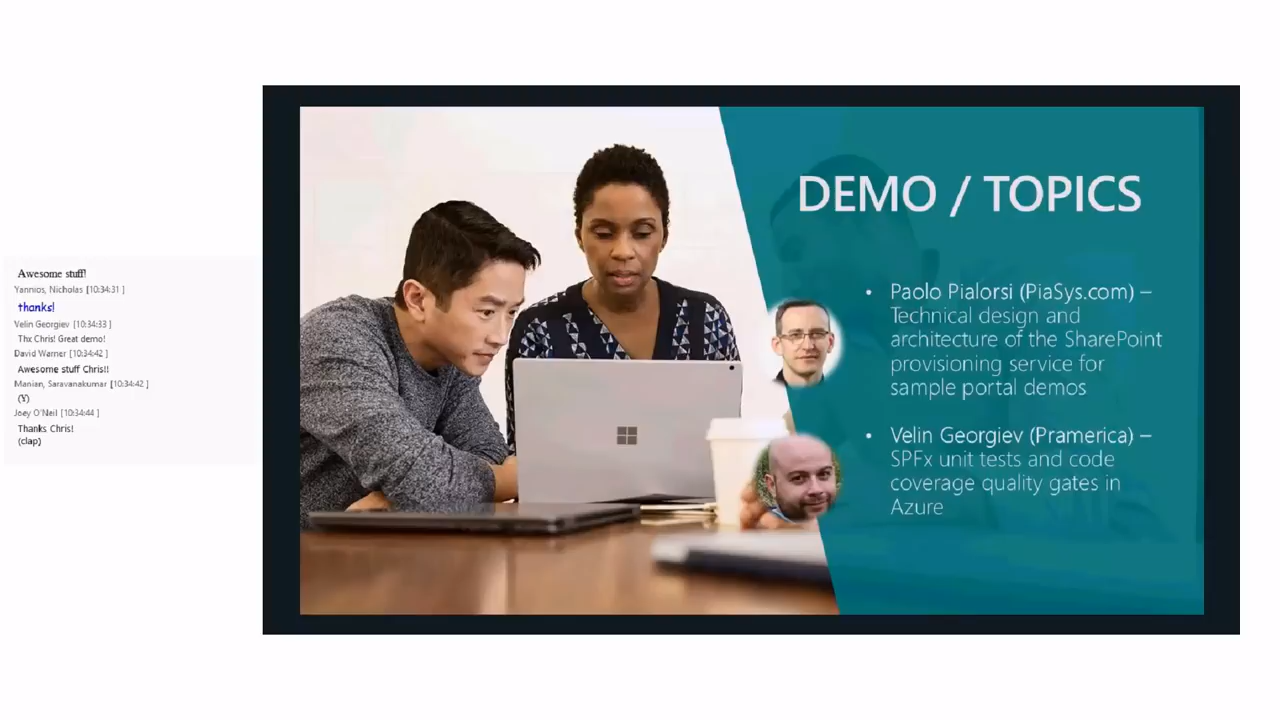 Awesome stuff!
Yannios, Nicholas [10:34:31 ]
thanks!
Velin Georgiev [10:34:33 ]
Thx Chris! Great demo!
David Warner [10:34:42 ]
Awesome stuff Chris!!
Manian, Saravanakumar [10:34:42 ]
(Y)
Joey O'Neil [10:34:44 ]
Thanks Chris!
(clap)
DEMO / TOPICS
• Paolo Pialorsi (PiaSys.com) –
Technical design and
architecture of the SharePoint
provisioning service for
sample portal demos
• Velin Georgiev (Pramerica) –
SPFx unit tests and code
coverage quality gates in
Azure